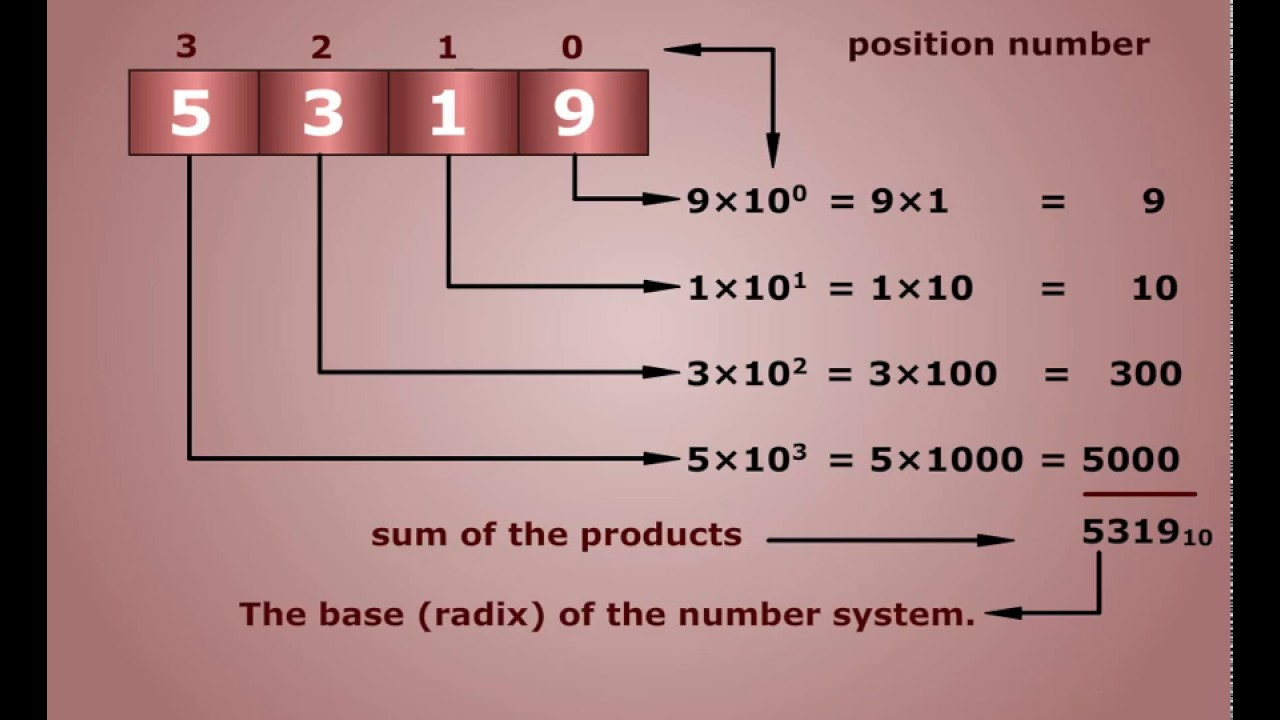 3 2 1 0 position number
5 3 1 9
9×10⁰ = 9×1 = 9
1×10¹ = 1×10 = 10
3×10² = 3×100 = 300
5×10³ = 5×1000 = 5000
sum of the products 5319₁₀
The base (radix) of the number system.